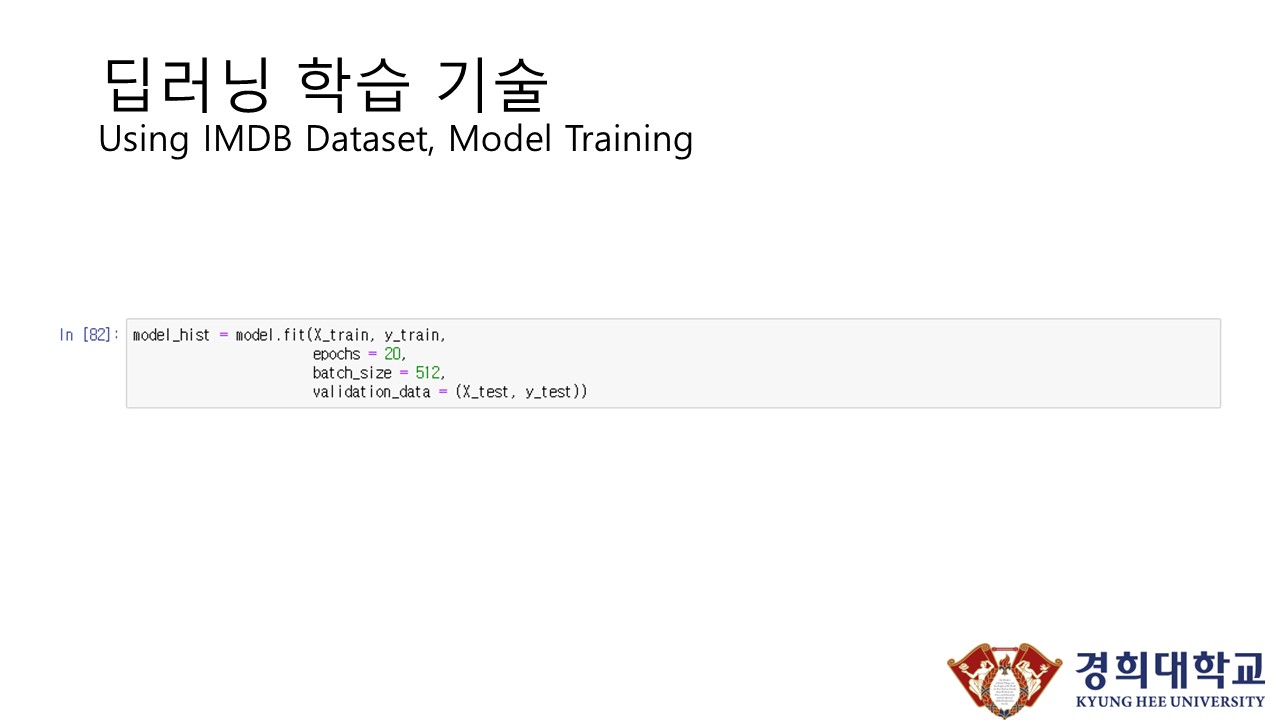 딥러닝 학습 기술
Using IMDB Dataset, Model Training
In [82]: model_hist = model.fit(X_train, y_train,
epochs = 20,
batch_size = 512,
validation_data = (X_test, y_test))
경희대학교
KYUNG HEE UNIVERSITY